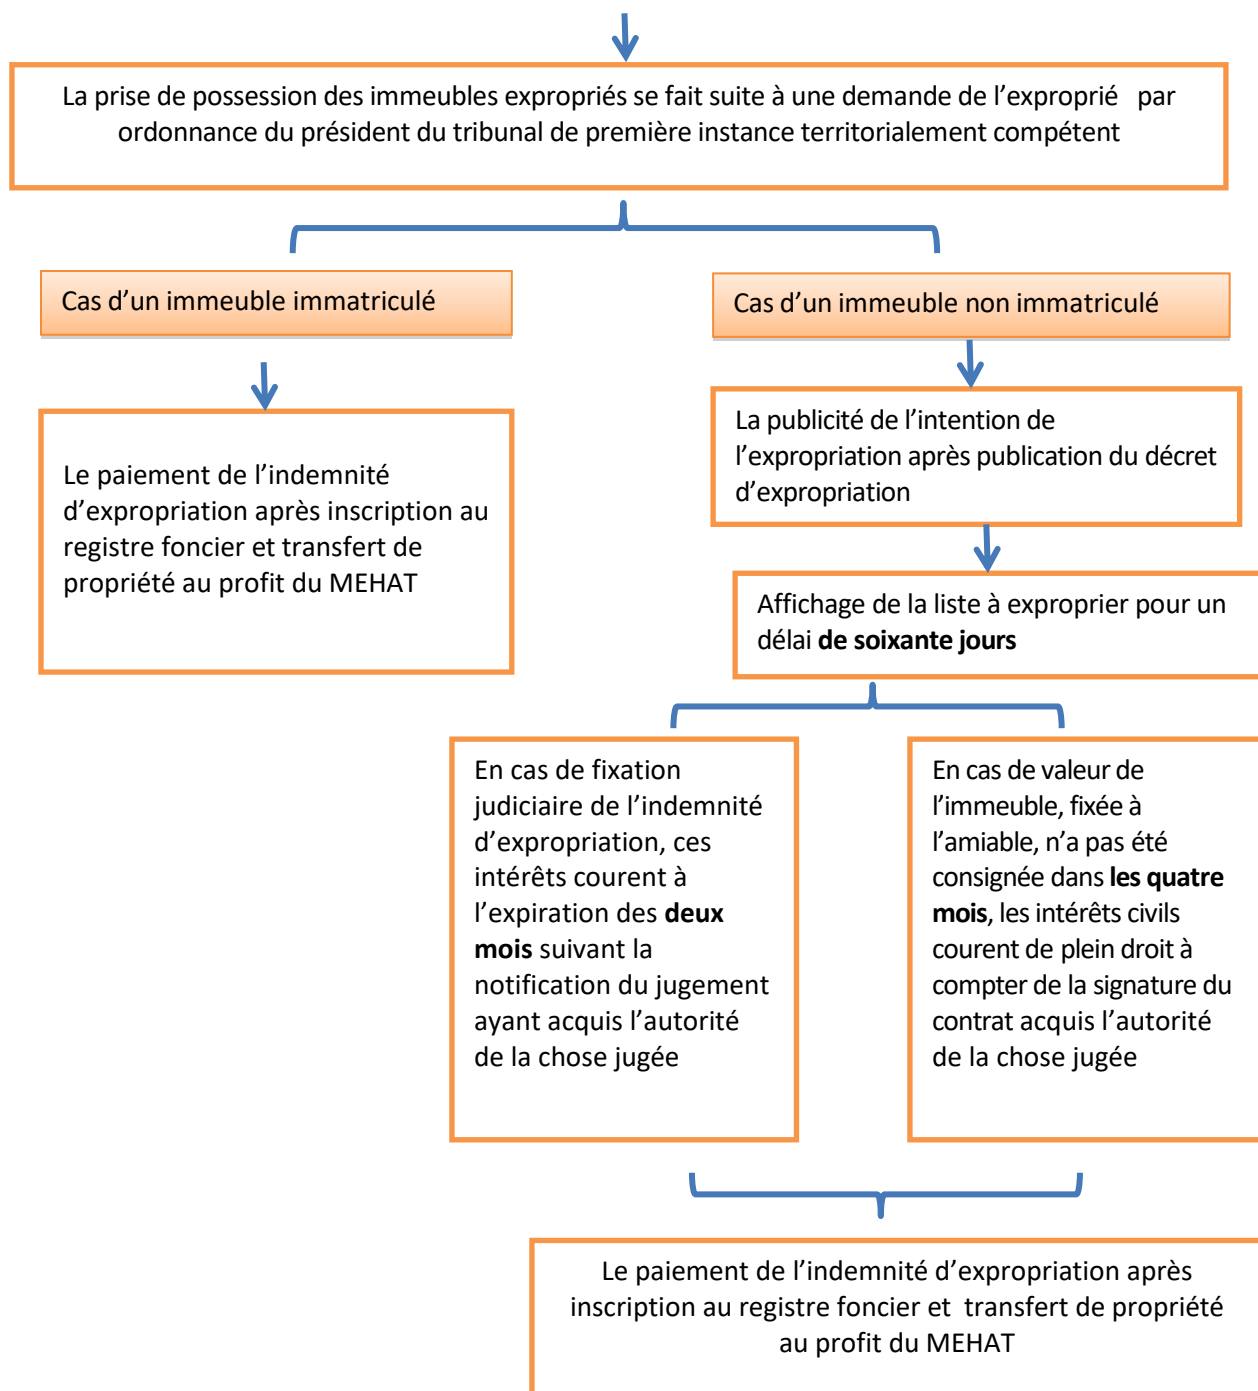 La prise de possession des immeubles expropriés se fait suite à une demande de l’exproprié par
ordonnance du président du tribunal de première instance territorialement compétent
Cas d’un immeuble immatriculé
Cas d’un immeuble non immatriculé
Le paiement de l’indemnité
d’expropriation après inscription au
registre foncier et transfert de
propriété au profit du MEHAT
La publicité de l’intention de
l’expropriation après publication du décret
d’expropriation
Affichage de la liste à exproprier pour un
délai de soixante jours
En cas de fixation
judiciaire de l’indemnité
d’expropriation, ces
intérêts courent à
l’expiration des deux
mois suivant la
notification du jugement
ayant acquis l’autorité
de la chose jugée
En cas de valeur de
l’immeuble, fixée à
l’amiable, n’a pas été
consignée dans les quatre
mois, les intérêts civils
courent de plein droit à
compter de la signature du
contrat acquis l’autorité
de la chose jugée
Le paiement de l’indemnité d’expropriation après
inscription au registre foncier et transfert de propriété
au profit du MEHAT